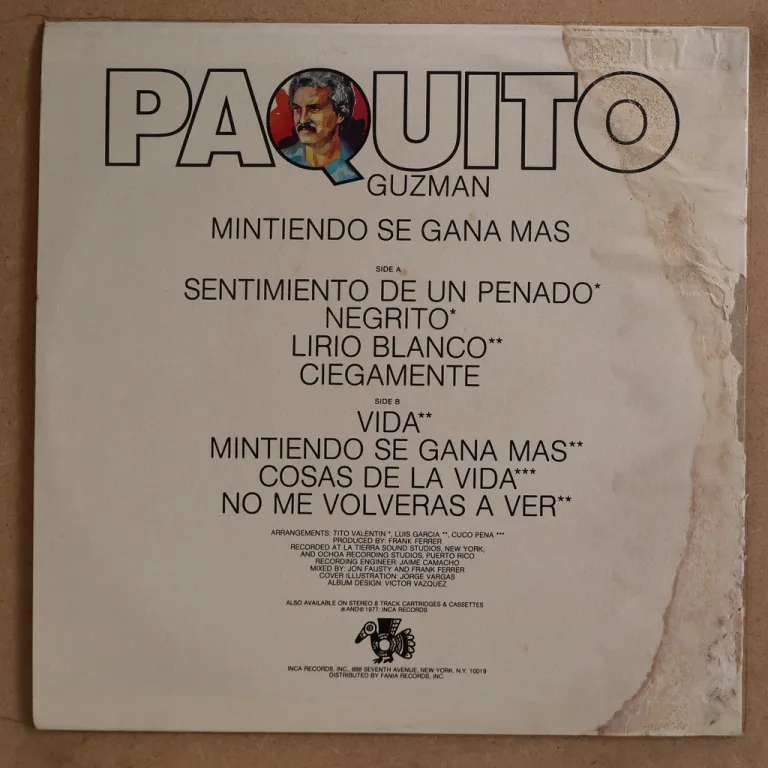 PAQUITO
GUZMAN
MINTIENDO SE GANA MAS
SIDE A
SENTIMIENTO DE UN PENADO*
NEGRITO*
LIRIO BLANCO**
CIEGAMENTE
SIDE B
VIDA**
MINTIENDO SE GANA MAS**
COSAS DE LA VIDA***
NO ME VOLVERAS A VER**
ARRANGEMENTS: TITO VALENTIN *, LUIS GARCIA **, CUCO PENA ***
PRODUCED BY: FRANK FERRER
RECORDED AT LA TIERRA SOUND STUDIOS, NEW YORK,
AND OCHOA RECORDING STUDIOS, PUERTO RICO
RECORDING ENGINEER: JAIME CAMACHO
MIXED BY: JON FAUSTY AND FRANK FERRER
COVER ILLUSTRATION: JORGE VARGAS
ALBUM DESIGN: VICTOR VAZQUEZ
ALSO AVAILABLE ON STEREO 8 TRACK CARTRIDGES & CASSETTES
℗ AND © 1977, INCA RECORDS
INCA RECORDS, INC., 888 SEVENTH AVENUE, NEW YORK, N.Y. 10019
DISTRIBUTED BY FANIA RECORDS, INC.